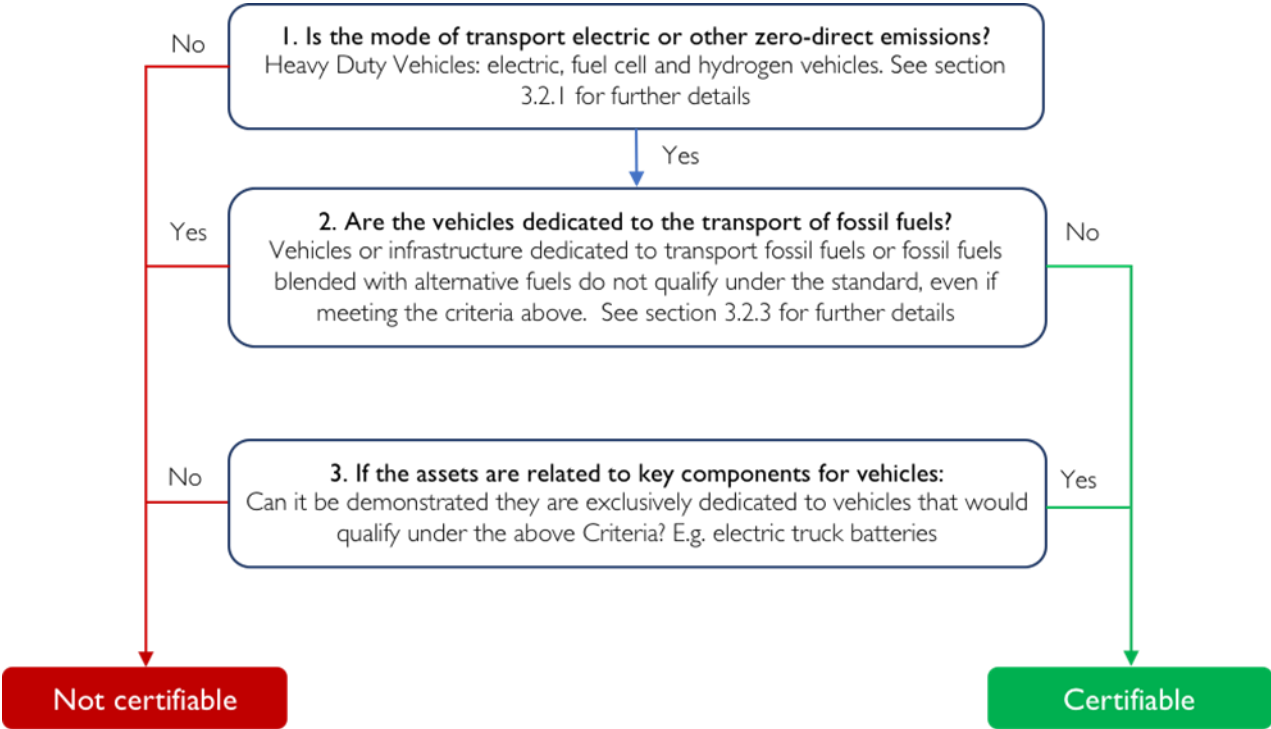 No
1. Is the mode of transport electric or other zero-direct emissions?
Heavy Duty Vehicles: electric, fuel cell and hydrogen vehicles. See section
3.2.1 for further details
Yes
Yes
2. Are the vehicles dedicated to the transport of fossil fuels?
Vehicles or infrastructure dedicated to transport fossil fuels or fossil fuels
blended with alternative fuels do not qualify under the standard, even if
meeting the criteria above. See section 3.2.3 for further details
No
No
3. If the assets are related to key components for vehicles:
Can it be demonstrated they are exclusively dedicated to vehicles that would
qualify under the above Criteria? E.g. electric truck batteries
Yes
Not certifiable
Certifiable